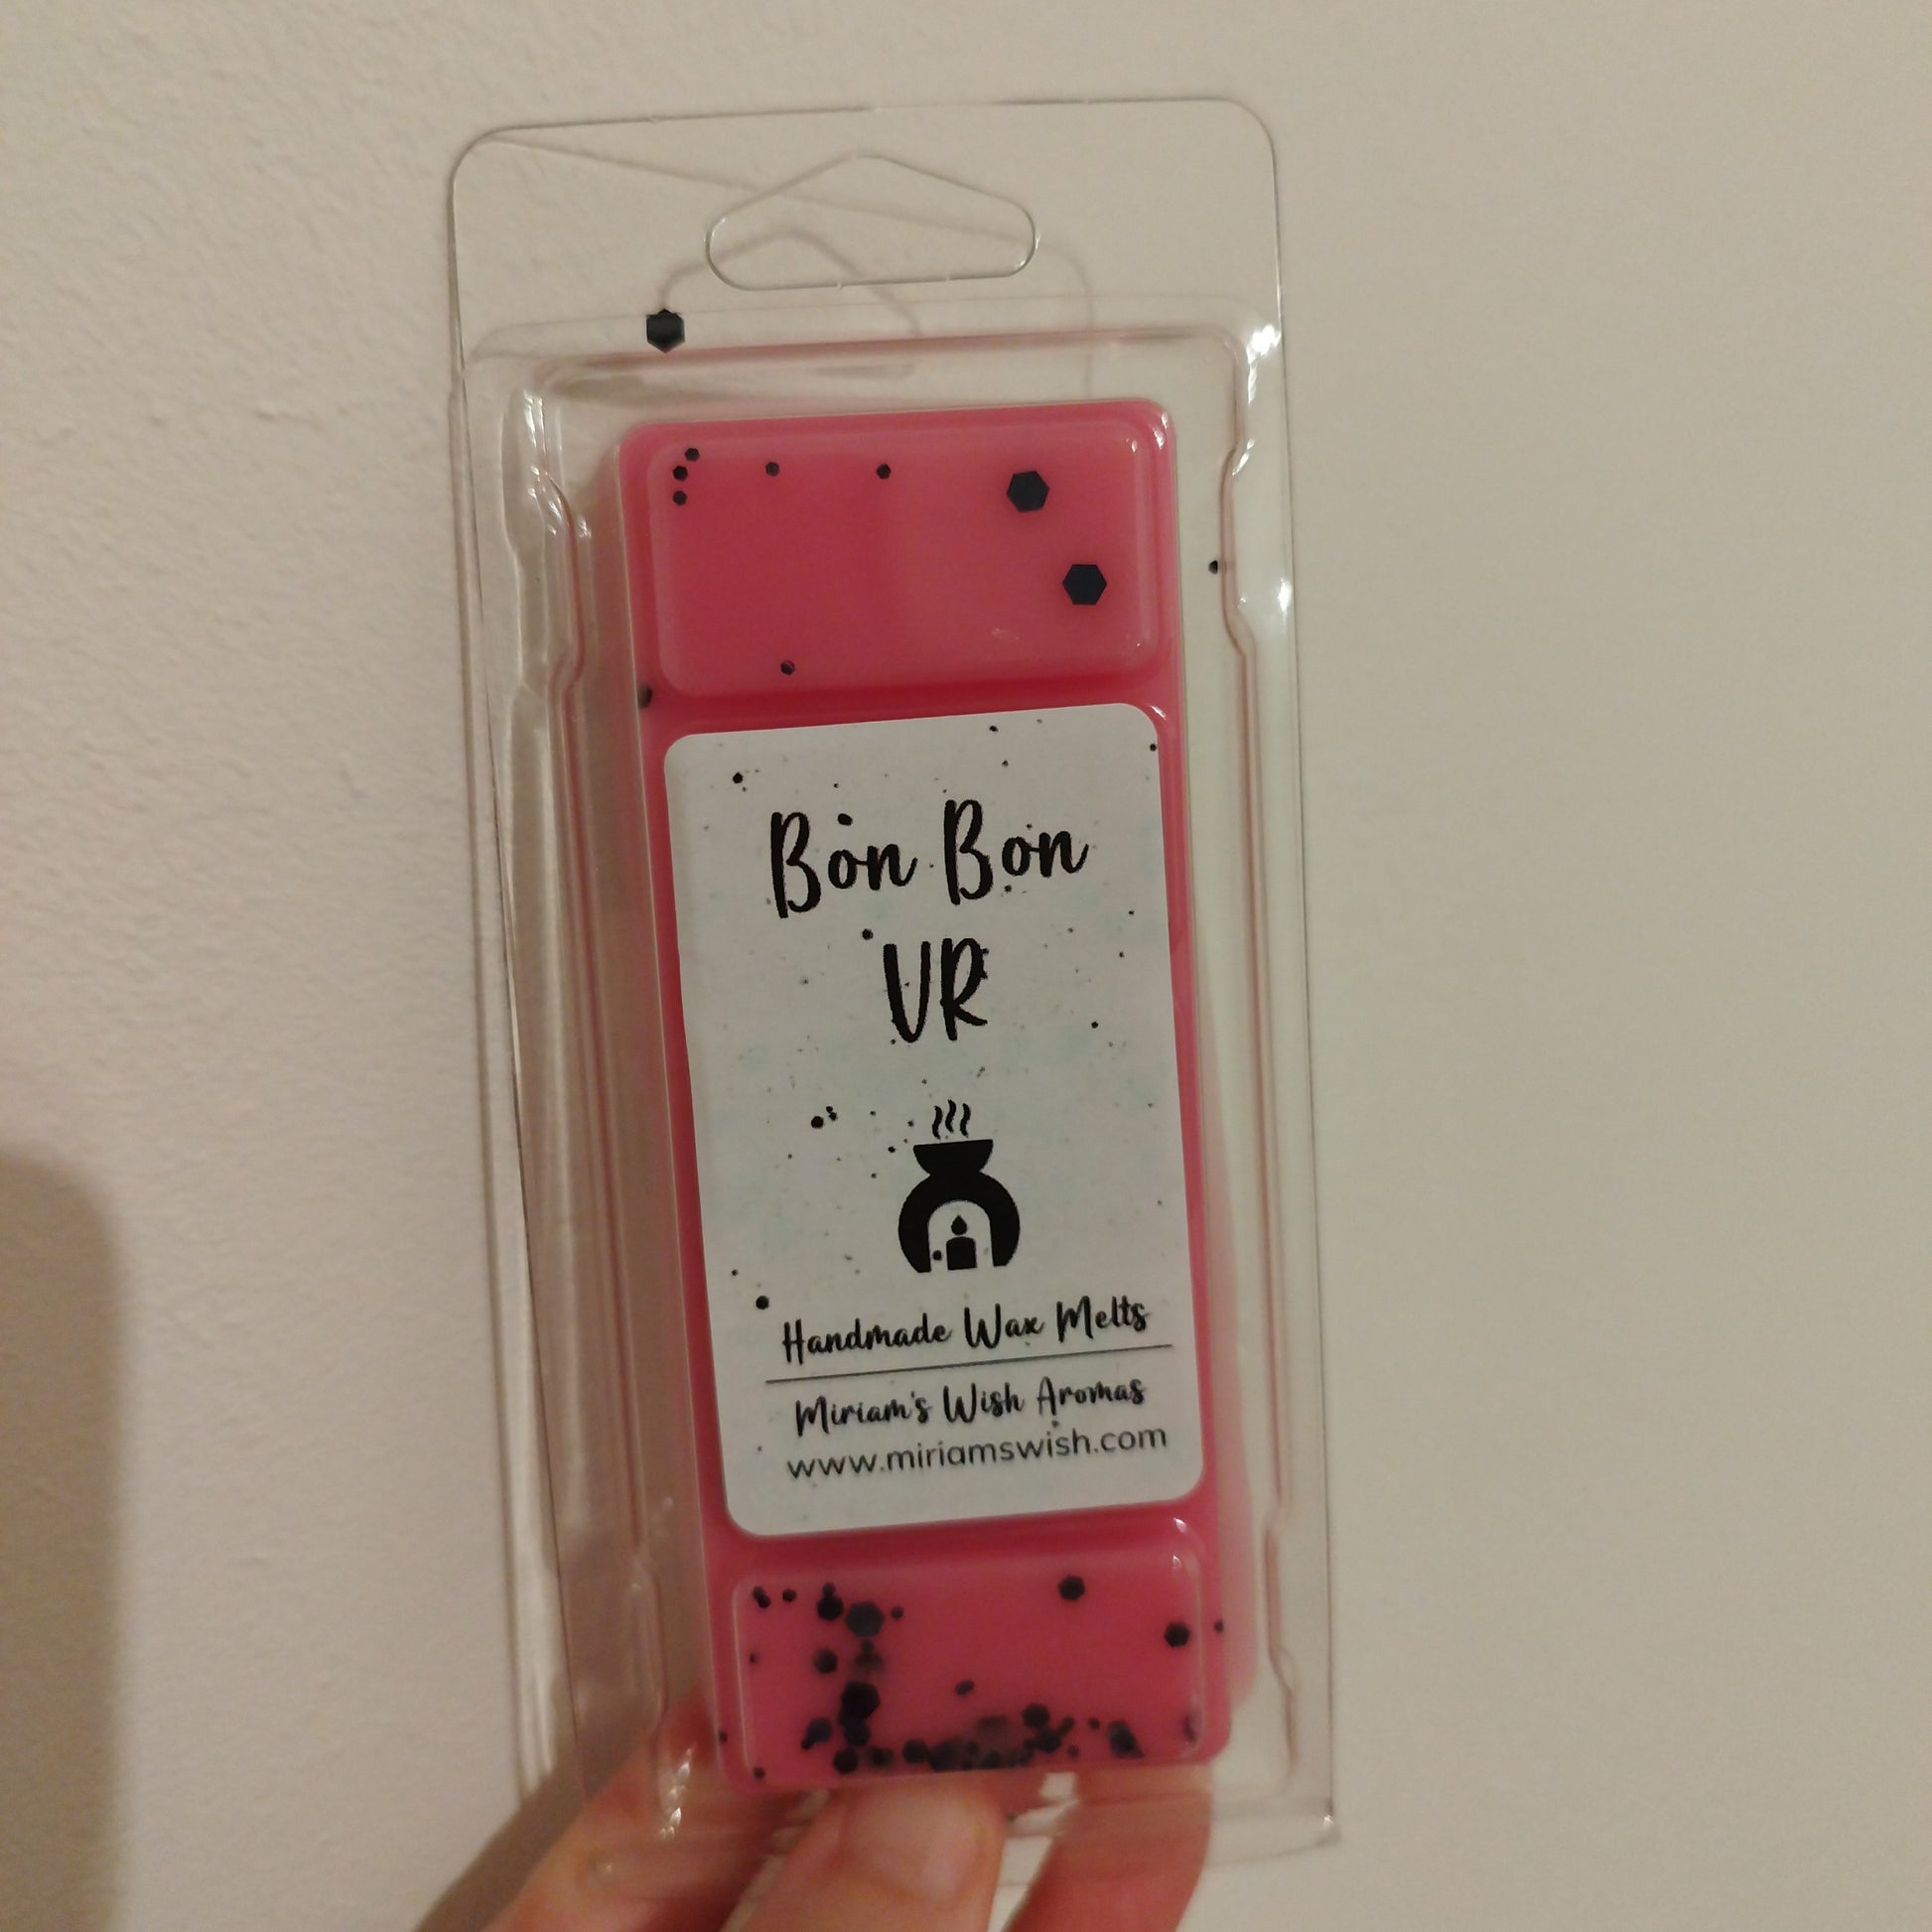 Bon Bon
VR
Handmade Wax Melts
Miriam's Wish Aromas
www.miriamswish.com